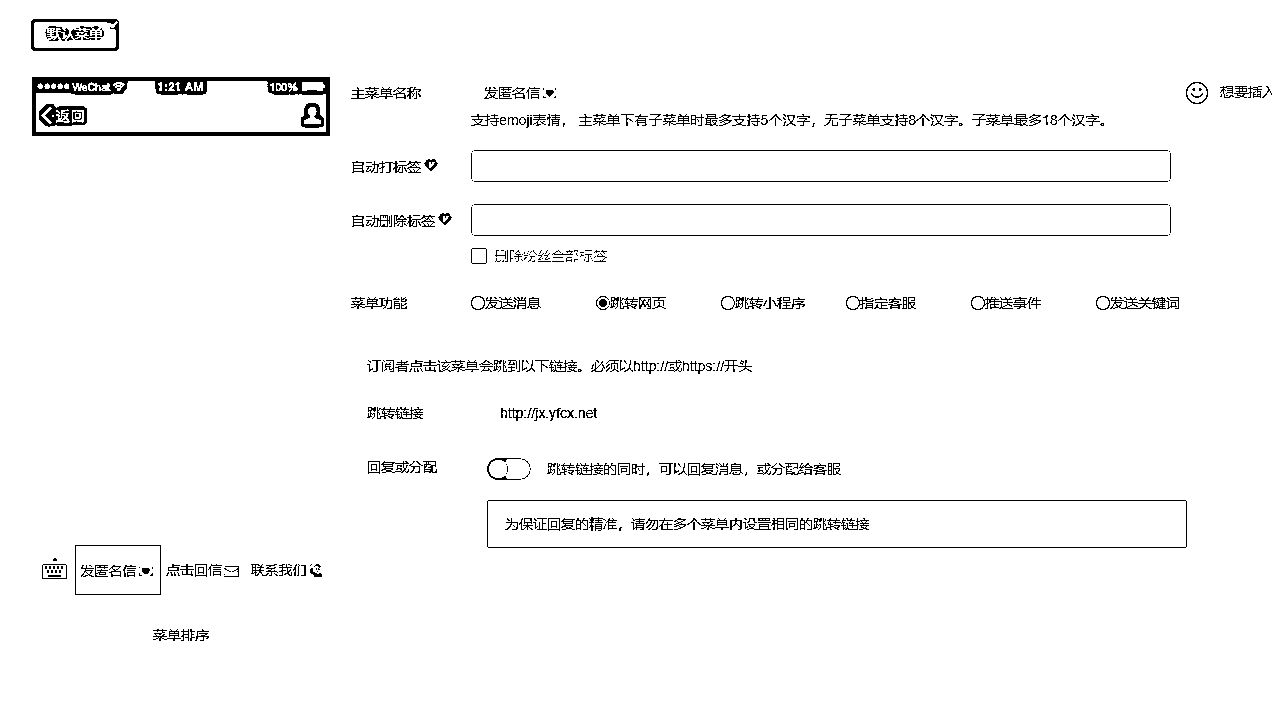 默认菜单
WeChat 1:21 AM 100%
返回
主菜单名称 发匿名信 想要插入
支持emoji表情， 主菜单下有子菜单时最多支持5个汉字，无子菜单支持8个汉字。子菜单最多18个汉字。
自动打标签
自动删除标签
删除粉丝全部标签
菜单功能 发送消息 跳转网页 跳转小程序 指定客服 推送事件 发送关键词
订阅者点击该菜单会跳到以下链接。必须以http://或https://开头
跳转链接 http://jx.yfcx.net
回复或分配 跳转链接的同时，可以回复消息，或分配给客服
为保证回复的精准，请勿在多个菜单内设置相同的跳转链接
发匿名信 点击回信 联系我们
菜单排序